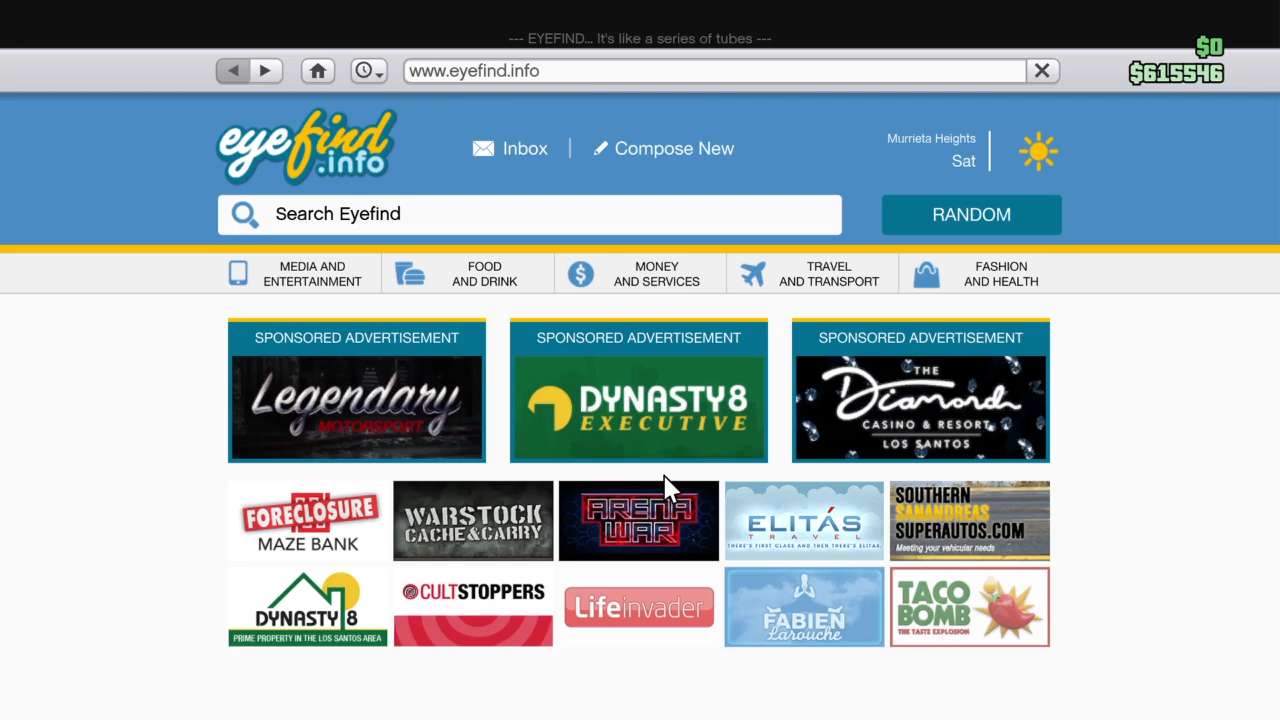 --- EYEFIND... It's like a series of tubes ---
$0
$615546
www.eyefind.info
eyefind
.info
Inbox
Compose New
Murrieta Heights
Sat
Search Eyefind
RANDOM
MEDIA AND
ENTERTAINMENT
FOOD
AND DRINK
MONEY
AND SERVICES
TRAVEL
AND TRANSPORT
FASHION
AND HEALTH
SPONSORED ADVERTISEMENT
Legendary
MOTORSPORT
SPONSORED ADVERTISEMENT
DYNASTY8
EXECUTIVE
SPONSORED ADVERTISEMENT
THE
Diamond
CASINO & RESORT
LOS SANTOS
FORECLOSURE
MAZE BANK
WARSTOCK
CACHE&CARRY
ARENA
WAR
ELITÁS
TRAVEL
THERE'S FIRST CLASS AND THEN THERE'S ELITAS
SOUTHERN
SANANDREAS
SUPERAUTOS.COM
Meeting your vehicular needs
DYNASTY 8
PRIME PROPERTY IN THE LOS SANTOS AREA
CULTSTOPPERS
Lifeinvader
FABIEN
Larouche
TACO
BOMB
THE TASTE EXPLOSION